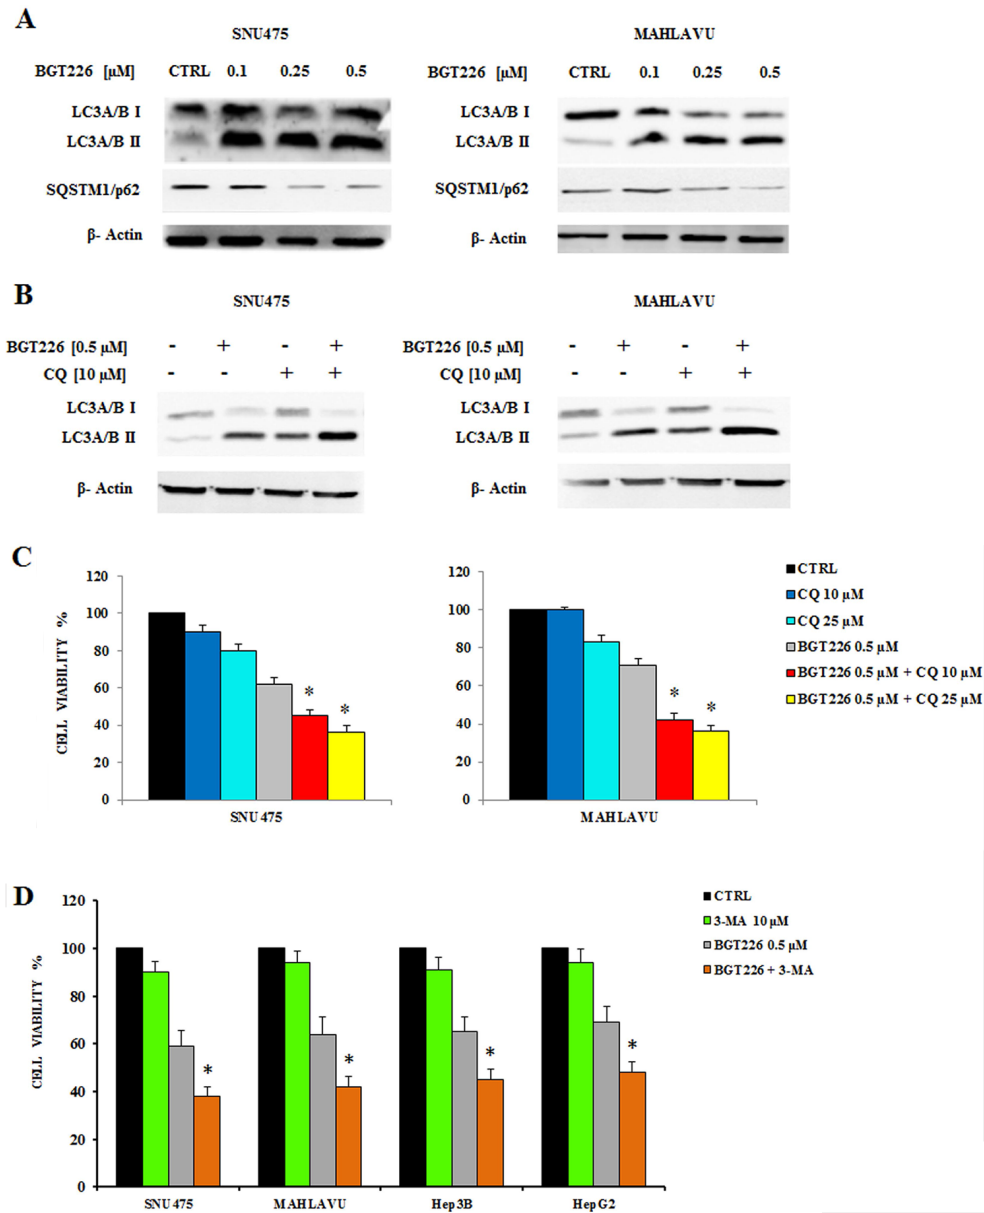 A
SNU475
MAHLAVU
BGT226 [µM] CTRL 0.1 0.25 0.5
BGT226 [µM] CTRL 0.1 0.25 0.5
LC3A/B I
LC3A/B II
SQSTM1/p62
β- Actin
LC3A/B I
LC3A/B II
SQSTM1/p62
β- Actin
B
SNU475
MAHLAVU
BGT226 [0.5 µM] - + - +
CQ [10 µM] - - + +
BGT226 [0.5 µM] - + - +
CQ [10 µM] - - + +
LC3A/B I
LC3A/B II
β- Actin
LC3A/B I
LC3A/B II
β- Actin
C
CELL VIABILITY %
120
100
80
60
40
20
0
* *
SNU475
120
100
80
60
40
20
0
* *
MAHLAVU
CTRL
CQ 10 µM
CQ 25 µM
BGT226 0.5 µM
BGT226 0.5 µM + CQ 10 µM
BGT226 0.5 µM + CQ 25 µM
D
CELL VIABILITY %
120
100
80
60
40
20
0
* * * *
SNU475 MAHLAVU Hep3B HepG2
CTRL
3-MA 10 µM
BGT226 0.5 µM
BGT226 + 3-MA